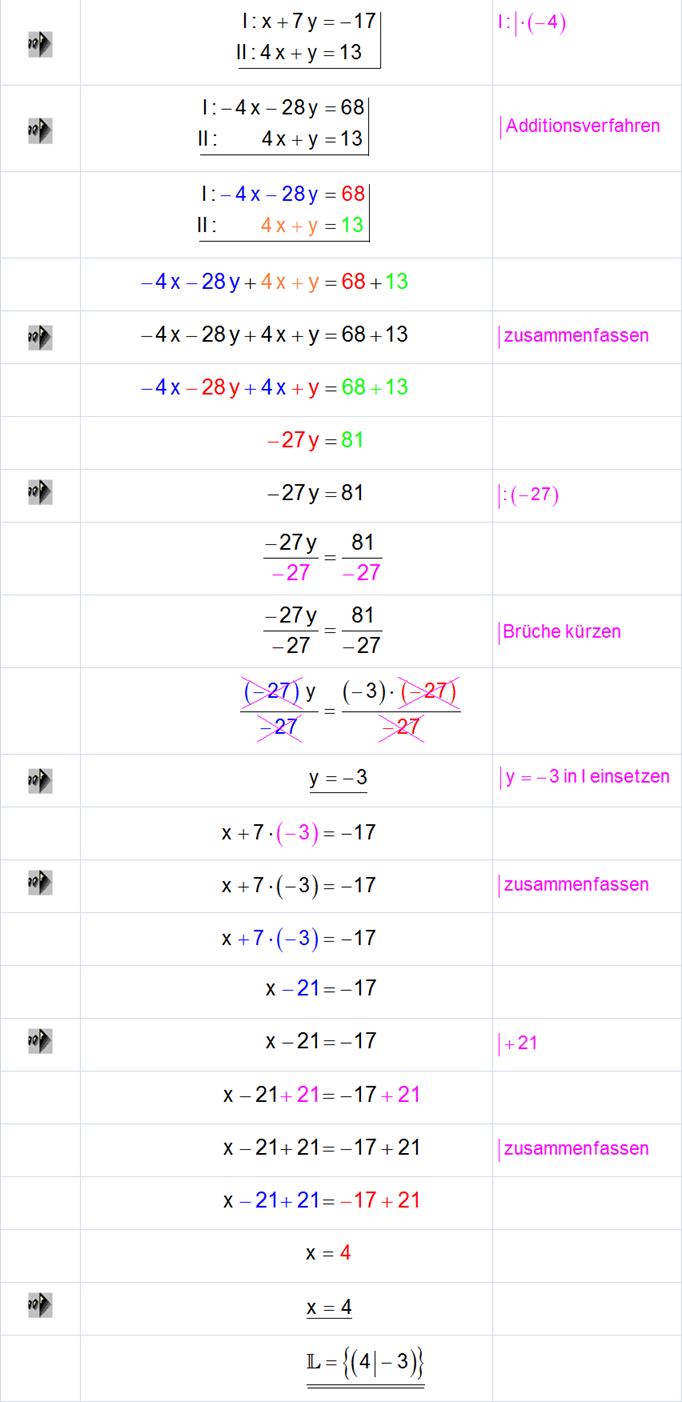 I: x + 7y = −17 I: | · (−4)
II: 4x + y = 13
I: −4x − 28y = 68 | Additionsverfahren
II: 4x + y = 13
I: −4x − 28y = 68
II: 4x + y = 13
−4x − 28y + 4x + y = 68 + 13
−4x − 28y + 4x + y = 68 + 13 | zusammenfassen
−4x − 28y + 4x + y = 68 + 13
−27y = 81
−27y = 81 | : (−27)
−27y / −27 = 81 / −27
−27y / −27 = 81 / −27 | Brüche kürzen
(−27) y / −27 = (−3) · (−27) / −27
y = −3 | y = −3 in I einsetzen
x + 7 · (−3) = −17
x + 7 · (−3) = −17 | zusammenfassen
x + 7 · (−3) = −17
x − 21 = −17
x − 21 = −17 | + 21
x − 21 + 21 = −17 + 21
x − 21 + 21 = −17 + 21 | zusammenfassen
x − 21 + 21 = −17 + 21
x = 4
x = 4
𝕃 = {(4 | −3)}